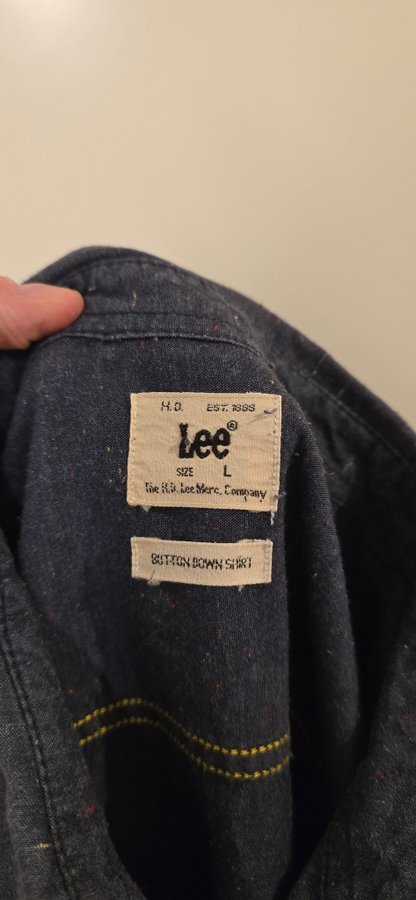 H.D. EST. 1889
Lee®
SIZE L
The H.D. Lee Merc. Company
BUTTON DOWN SHIRT